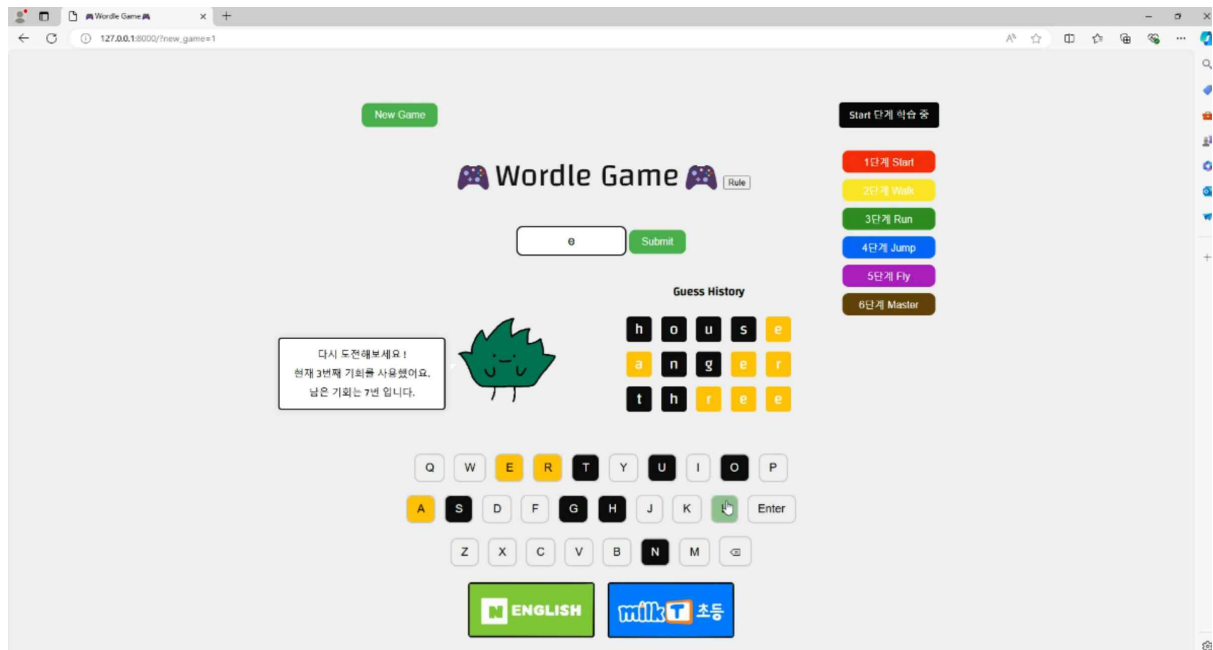 Wordle Game
127.0.0.1:8000/?new_game=1
New Game
Start 단계 학습 중
Wordle Game
Rule
1단계 Start
2단계 Walk
3단계 Run
4단계 Jump
5단계 Fly
6단계 Master
e
Submit
Guess History
h o u s e
a n g e r
t h r e e
다시 도전해보세요 !
현재 3번째 기회를 사용했어요.
남은 기회는 7번 입니다.
Q W E R T Y U I O P
A S D F G H J K L Enter
Z X C V B N M
N ENGLISH
milkT 초등